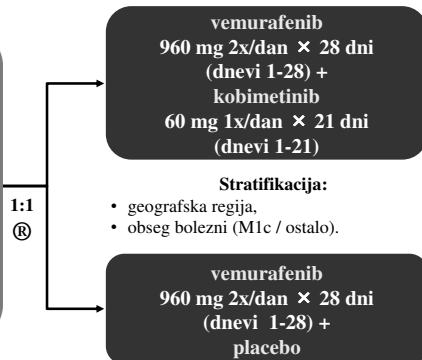 vemurafenib
960 mg 2x/dan × 28 dni
(dnevi 1-28) +
kobimetinib
60 mg 1x/dan × 21 dni
(dnevi 1-21)
1:1
®
Stratifikacija:
• geografska regija,
• obseg bolezni (M1c / ostalo).
vemurafenib
960 mg 2x/dan × 28 dni
(dnevi 1-28) +
placebo